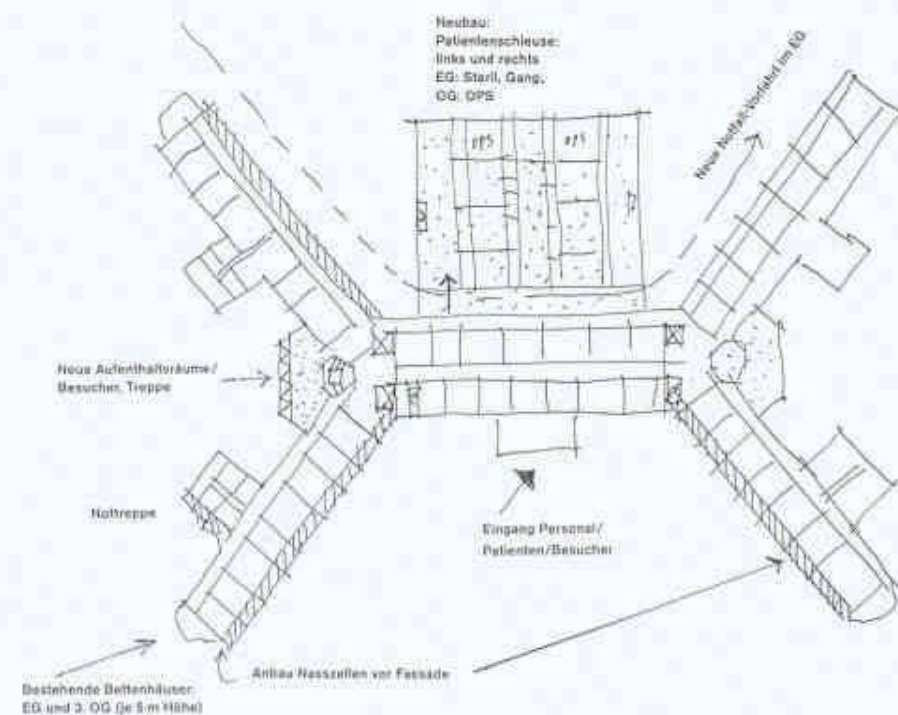 Neubau:
Patientenschleuse:
links und rechts
EG: Steril. Gang.
OG: OPS
Neue Notfall-Vorfahrt im EG
OPS
OPS
Neue Aufenthaltsräume/
Besucher, Treppe
Nottreppe
Eingang Personal/
Patienten/Besucher
Anbau Nasszellen vor Fassade
Bestehende Bettenhäuser:
EG und 3. OG (je 5 m Höhe)